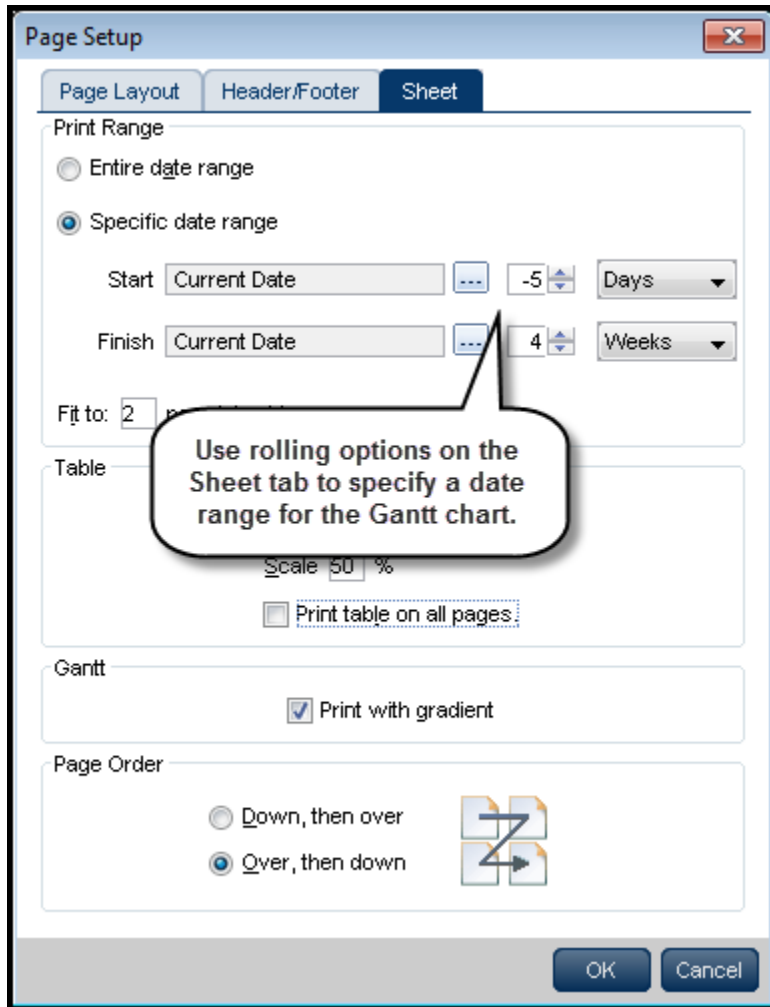 Page Setup
Page Layout Header/Footer Sheet
Print Range
Entire date range
Specific date range
Start Current Date ... -5 Days
Finish Current Date ... 4 Weeks
Fit to: 2
Use rolling options on the
Sheet tab to specify a date
range for the Gantt chart.
Table
Scale 50 %
Print table on all pages.
Gantt
Print with gradient
Page Order
Down, then over
Over, then down
OK Cancel